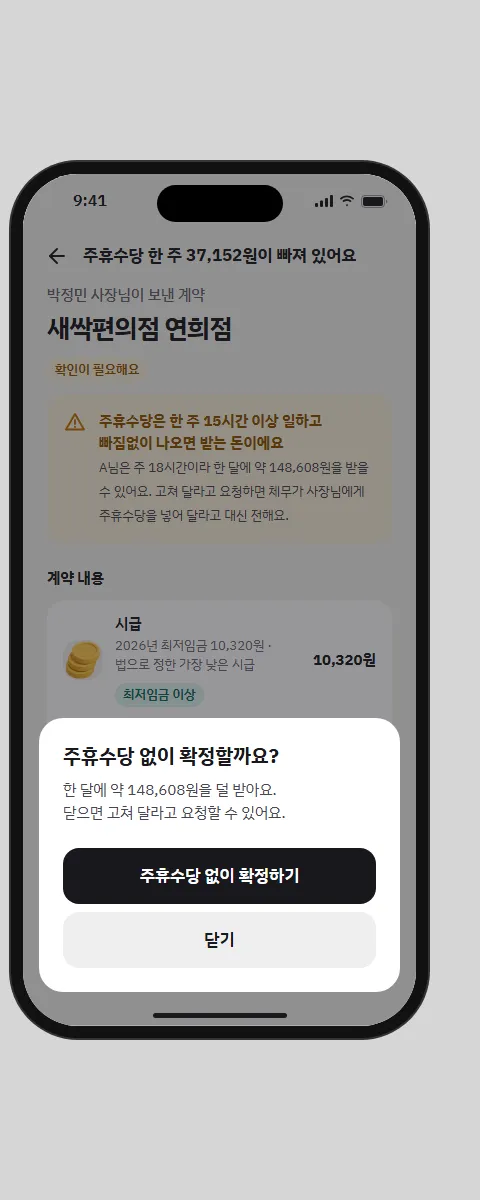 9:41
주휴수당 한 주 37,152원이 빠져 있어요
박정민 사장님이 보낸 계약
새싹편의점 연희점
확인이 필요해요
주휴수당은 한 주 15시간 이상 일하고
빠짐없이 나오면 받는 돈이에요
A님은 주 18시간이라 한 달에 약 148,608원을 받을
수 있어요. 고쳐 달라고 요청하면 체무가 사장님에게
주휴수당을 넣어 달라고 대신 전해요.
계약 내용
시급
2026년 최저임금 10,320원 ·
법으로 정한 가장 낮은 시급
10,320원
최저임금 이상
주휴수당 없이 확정할까요?
한 달에 약 148,608원을 덜 받아요.
닫으면 고쳐 달라고 요청할 수 있어요.
주휴수당 없이 확정하기
닫기